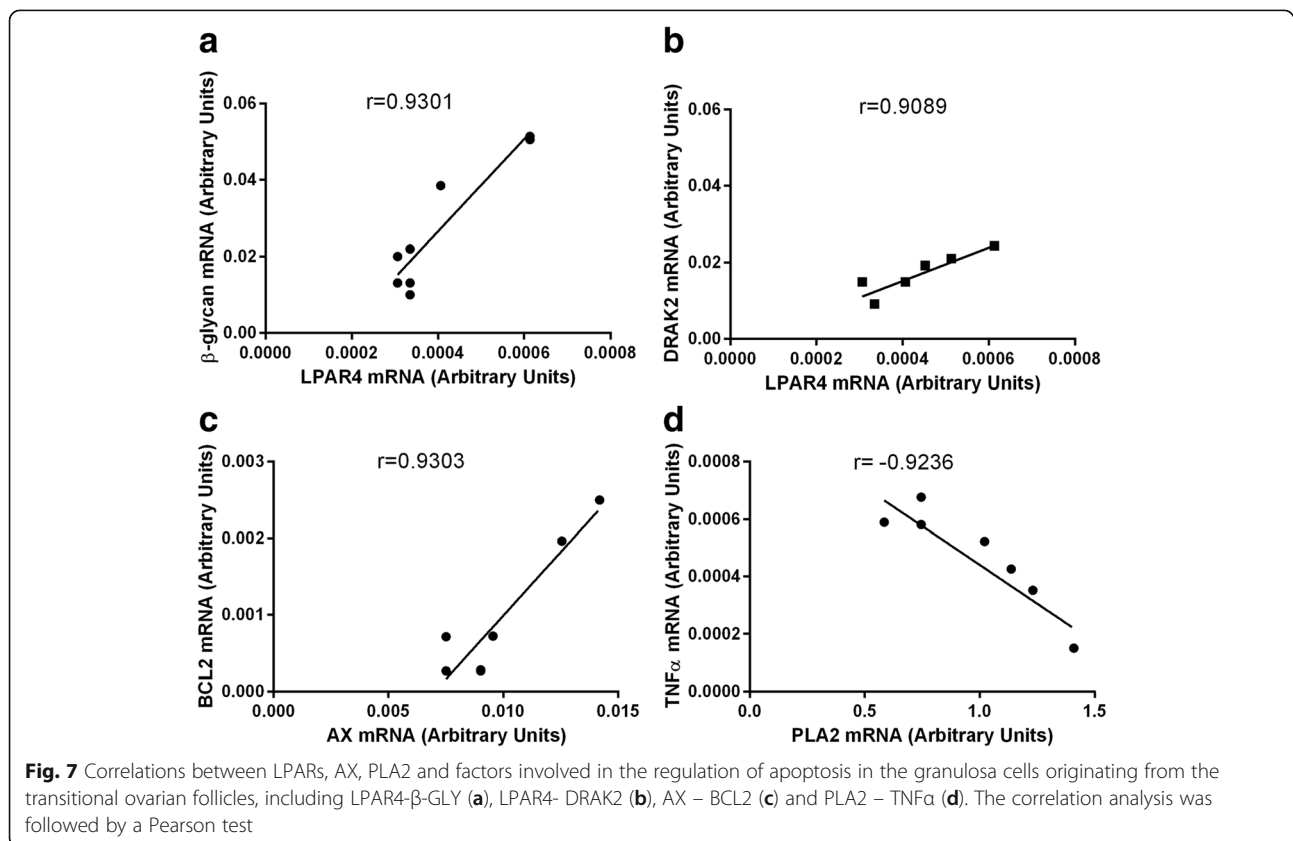 a
r=0.9301
β-glycan mRNA (Arbitrary Units)
0.06
0.04
0.02
0.00
0.0000 0.0002 0.0004 0.0006 0.0008
LPAR4 mRNA (Arbitrary Units)
b
r=0.9089
DRAK2 mRNA (Arbitrary Units)
0.06
0.04
0.02
0.00
0.0000 0.0002 0.0004 0.0006 0.0008
LPAR4 mRNA (Arbitrary Units)
c
r=0.9303
BCL2 mRNA (Arbitrary Units)
0.003
0.002
0.001
0.000
0.000 0.005 0.010 0.015
AX mRNA (Arbitrary Units)
d
r= -0.9236
TNFα mRNA (Arbitrary Units)
0.0008
0.0006
0.0004
0.0002
0.0000
0.0 0.5 1.0 1.5
PLA2 mRNA (Arbitrary Units)
Fig. 7 Correlations between LPARs, AX, PLA2 and factors involved in the regulation of apoptosis in the granulosa cells originating from the
transitional ovarian follicles, including LPAR4-β-GLY (a), LPAR4- DRAK2 (b), AX – BCL2 (c) and PLA2 – TNFα (d). The correlation analysis was
followed by a Pearson test